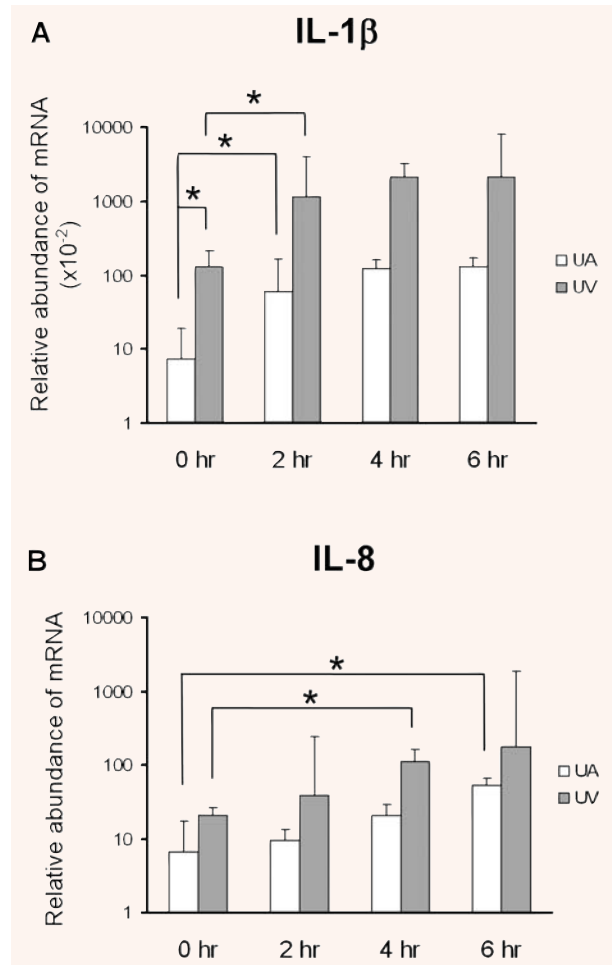 A
IL-1β
Relative abundance of mRNA
(x10⁻²)
*
*
*
10000
1000
100
10
1
UA
UV
0 hr
2 hr
4 hr
6 hr
B
IL-8
Relative abundance of mRNA
*
*
10000
1000
100
10
1
UA
UV
0 hr
2 hr
4 hr
6 hr